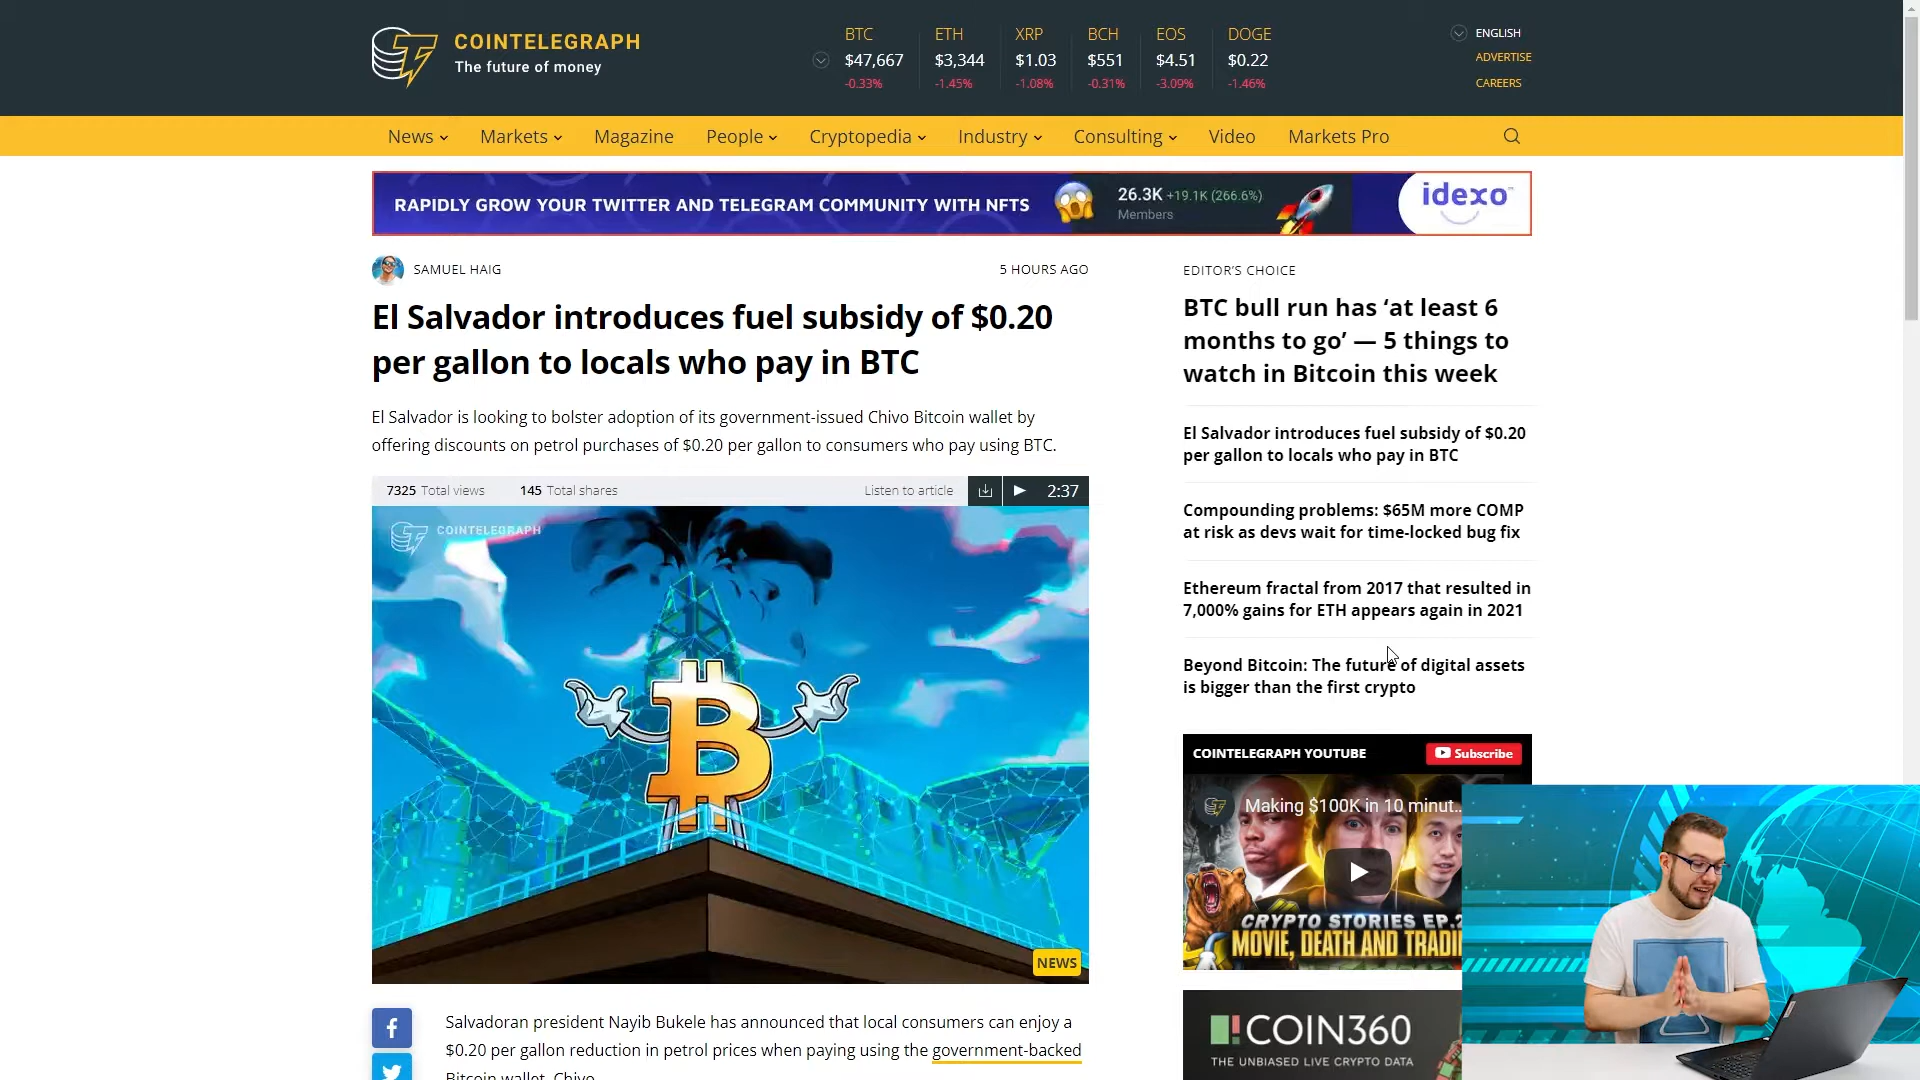 COINTELEGRAPH
The future of money
BTC
$47,667
-0.33%
ETH
$3,344
-1.45%
XRP
$1.03
-1.08%
BCH
$551
-0.31%
EOS
$4.51
-3.09%
DOGE
$0.22
-1.46%
ENGLISH
ADVERTISE
CAREERS
News
Markets
Magazine
People
Cryptopedia
Industry
Consulting
Video
Markets Pro
RAPIDLY GROW YOUR TWITTER AND TELEGRAM COMMUNITY WITH NFTS
26.3K +19.1K (266.6%)
Members
idexo
SAMUEL HAIG
5 HOURS AGO
El Salvador introduces fuel subsidy of $0.20
per gallon to locals who pay in BTC
El Salvador is looking to bolster adoption of its government-issued Chivo Bitcoin wallet by
offering discounts on petrol purchases of $0.20 per gallon to consumers who pay using BTC.
7325 Total views
145 Total shares
Listen to article
2:37
COINTELEGRAPH
NEWS
Salvadoran president Nayib Bukele has announced that local consumers can enjoy a
$0.20 per gallon reduction in petrol prices when paying using the government-backed
Bitcoin wallet, Chivo.
EDITOR'S CHOICE
BTC bull run has ‘at least 6
months to go’ — 5 things to
watch in Bitcoin this week
El Salvador introduces fuel subsidy of $0.20
per gallon to locals who pay in BTC
Compounding problems: $65M more COMP
at risk as devs wait for time-locked bug fix
Ethereum fractal from 2017 that resulted in
7,000% gains for ETH appears again in 2021
Beyond Bitcoin: The future of digital assets
is bigger than the first crypto
COINTELEGRAPH YOUTUBE
Subscribe
Making $100K in 10 minut..
CRYPTO STORIES EP.2
MOVIE, DEATH AND TRADI
COIN360
THE UNBIASED LIVE CRYPTO DATA